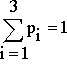 3
∑ pᵢ = 1
i = 1